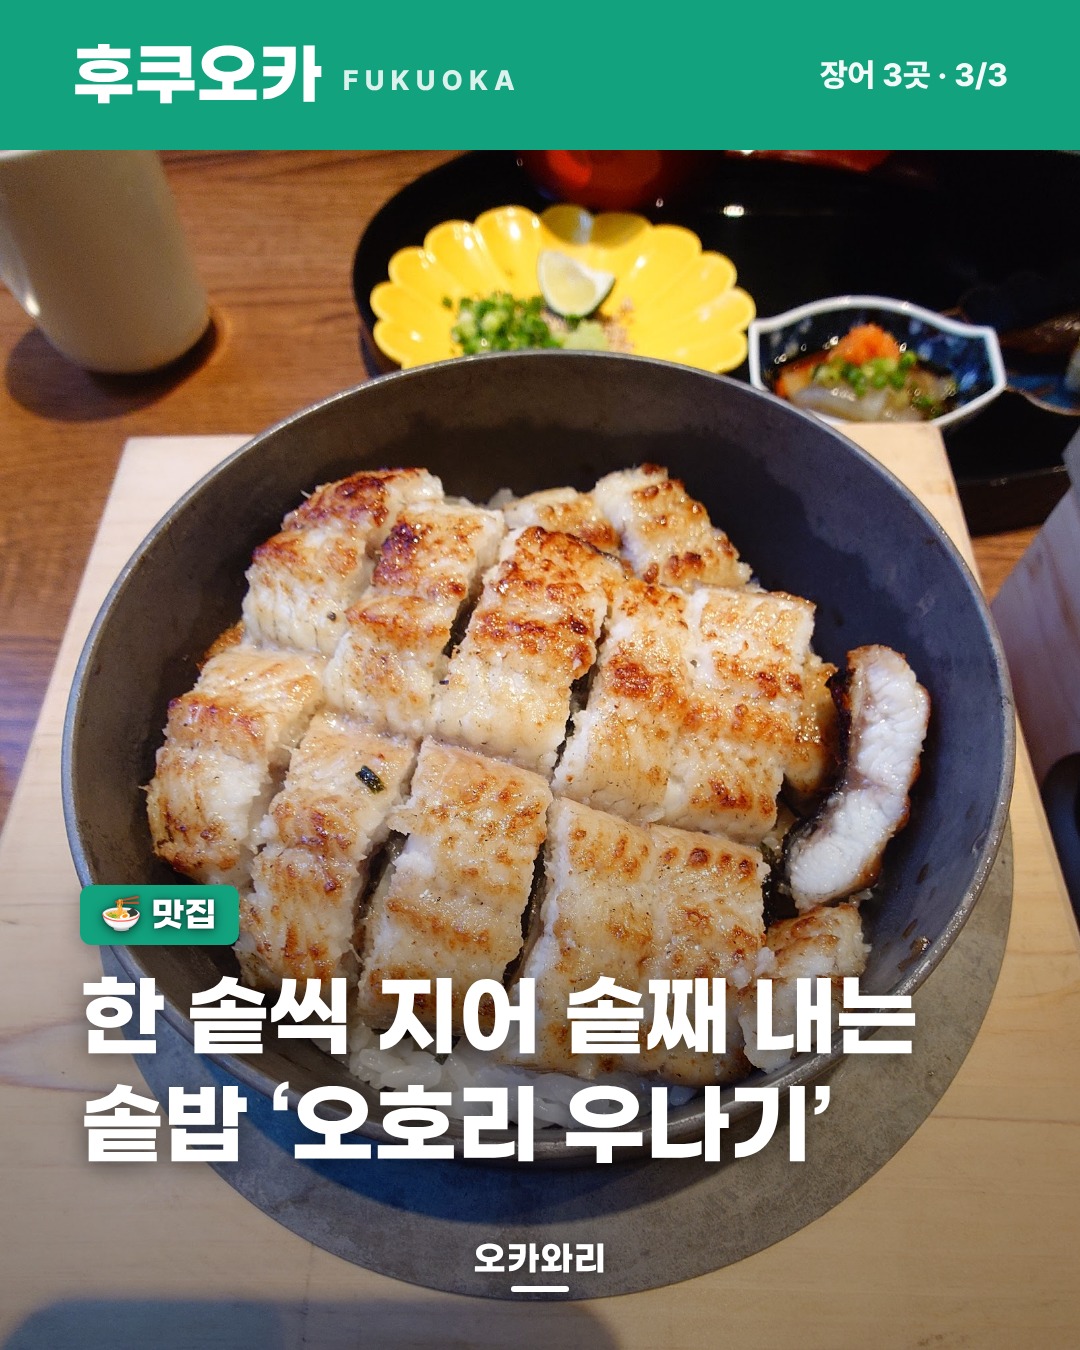 후쿠오카 FUKUOKA
장어 3곳 · 3/3
맛집
한 솥씩 지어 솥째 내는
솥밥 ‘오호리 우나기’
오카와리